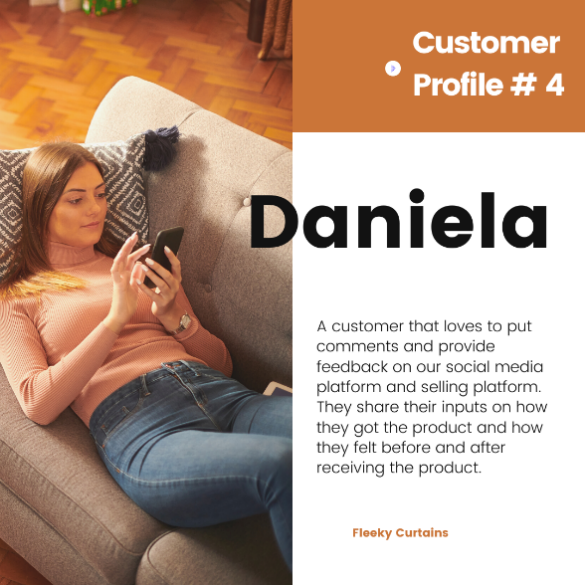 Customer
Profile # 4
Daniela
A customer that loves to put
comments and provide
feedback on our social media
platform and selling platform.
They share their inputs on how
they got the product and how
they felt before and after
receiving the product.
Fleeky Curtains